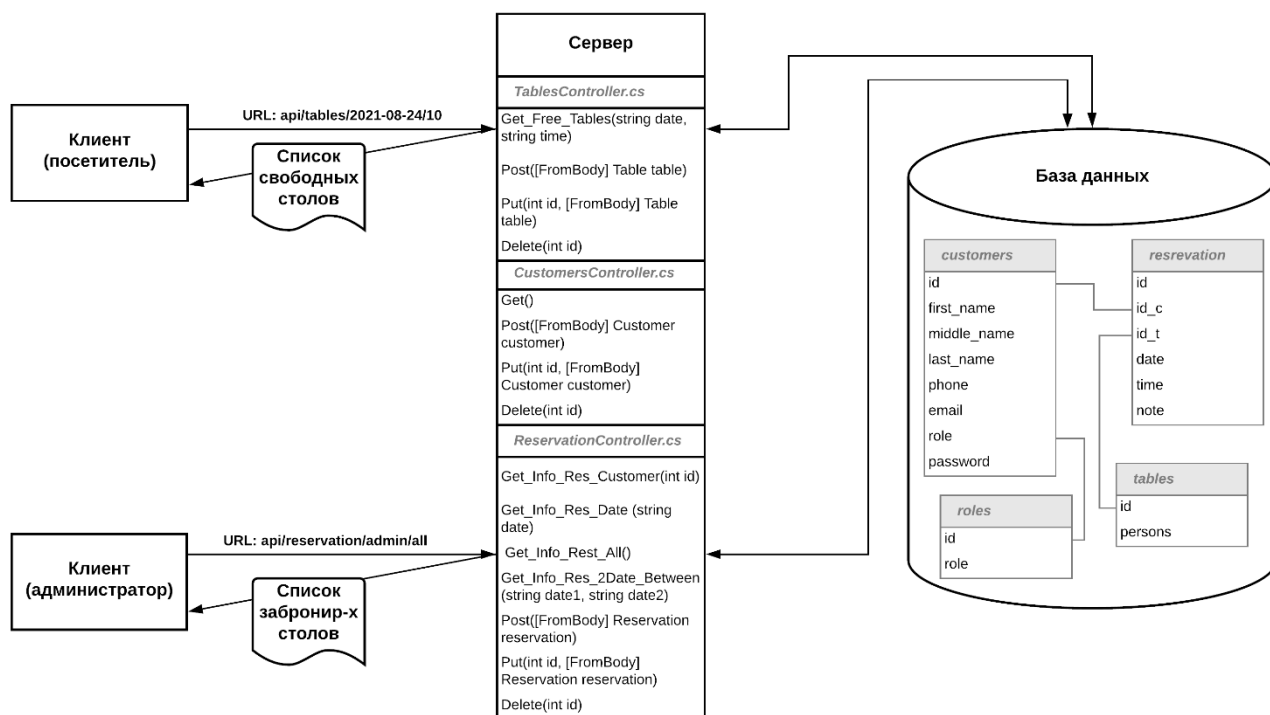 Сервер
TablesController.cs
Get_Free_Tables(string date,
string time)
Post([FromBody] Table table)
Put(int id, [FromBody] Table
table)
Delete(int id)
CustomersController.cs
Get()
Post([FromBody] Customer
customer)
Put(int id, [FromBody]
Customer customer)
Delete(int id)
ReservationController.cs
Get_Info_Res_Customer(int id)
Get_Info_Res_Date (string
date)
Get_Info_Rest_All()
Get_Info_Res_2Date_Between
(string date1, string date2)
Post([FromBody] Reservation
reservation)
Put(int id, [FromBody]
Reservation reservation)
Delete(int id)
Клиент
(посетитель)
URL: api/tables/2021-08-24/10
Список
свободных
столов
Клиент
(администратор)
URL: api/reservation/admin/all
Список
забронир-х
столов
База данных
customers
id
first_name
middle_name
last_name
phone
email
role
password
resrevation
id
id_c
id_t
date
time
note
roles
id
role
tables
id
persons